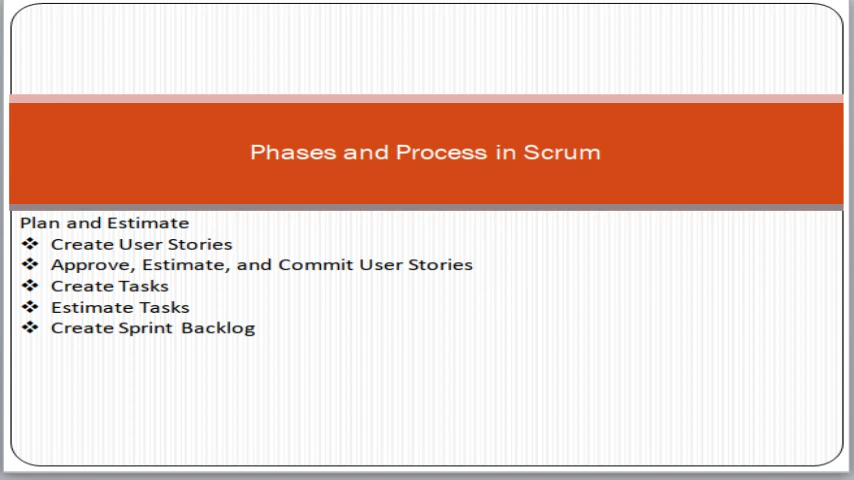 Phases and Process in Scrum
Plan and Estimate
❖ Create User Stories
❖ Approve, Estimate, and Commit User Stories
❖ Create Tasks
❖ Estimate Tasks
❖ Create Sprint Backlog